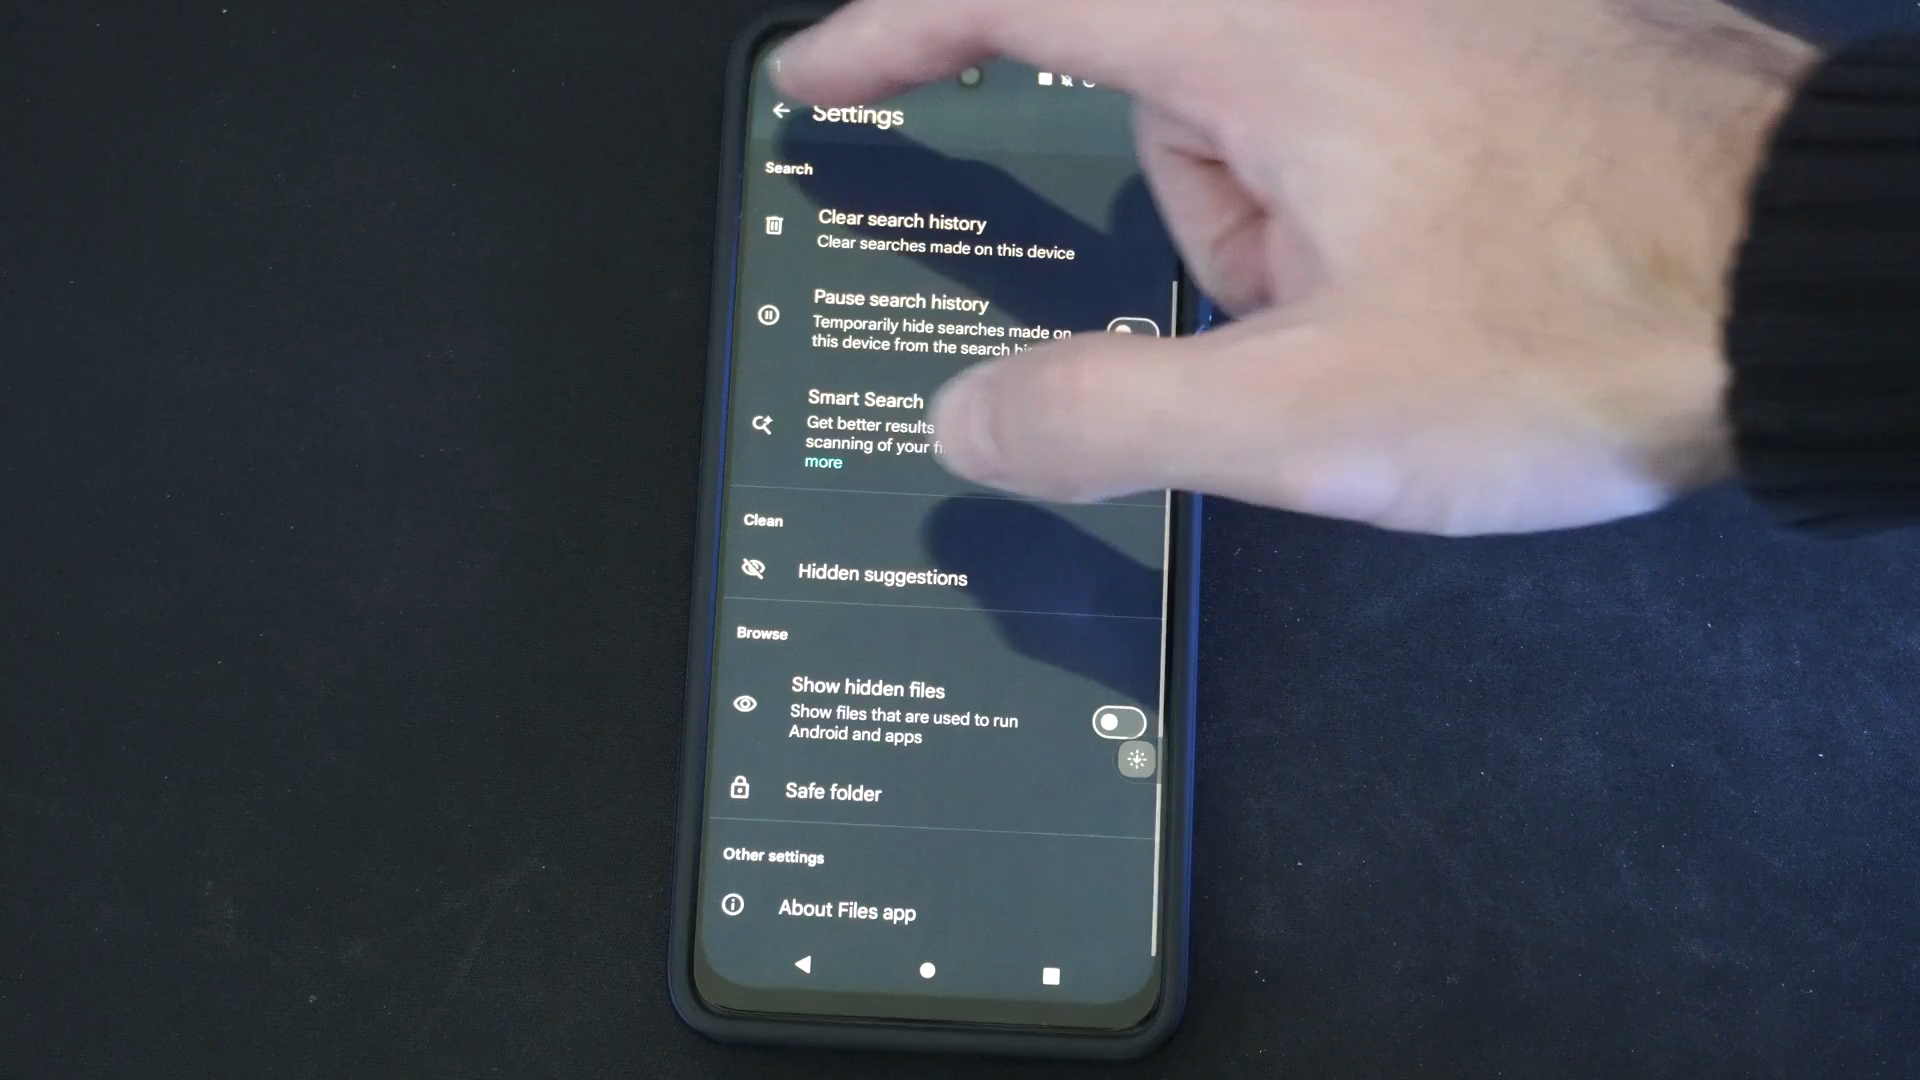 Settings
Search
Clear search history
Clear searches made on this device
Pause search history
Temporarily hide searches made on
this device from the search
Smart Search
Get better results
scanning of your
more
Clean
Hidden suggestions
Browse
Show hidden files
Show files that are used to run
Android and apps
Safe folder
Other settings
About Files app